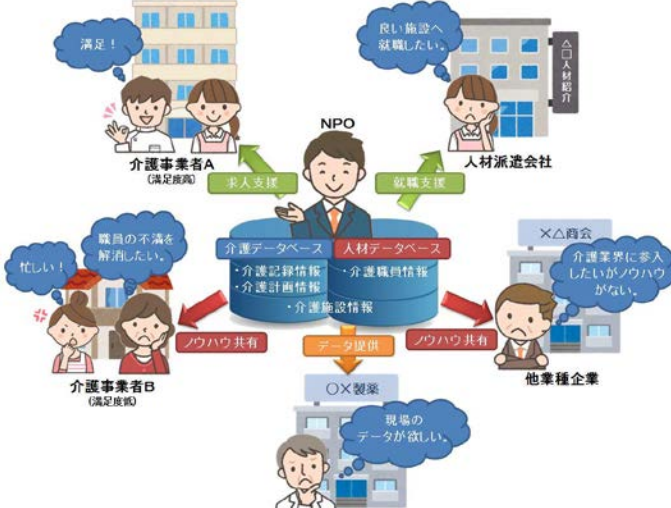 満足！
良い施設へ
就職したい。
△□人材紹介
NPO
介護事業者A
(満足度高)
人材派遣会社
求人支援
就職支援
介護データベース
人材データベース
・介護記録情報
・介護計画情報
・介護職員情報
・介護施設情報
忙しい！
職員の不満を
解消したい。
×△商会
介護業界に参入
したいがノウハウ
がない。
ノウハウ共有
データ提供
ノウハウ共有
介護事業者B
(満足度低)
他業種企業
○×製薬
現場の
データが欲しい。